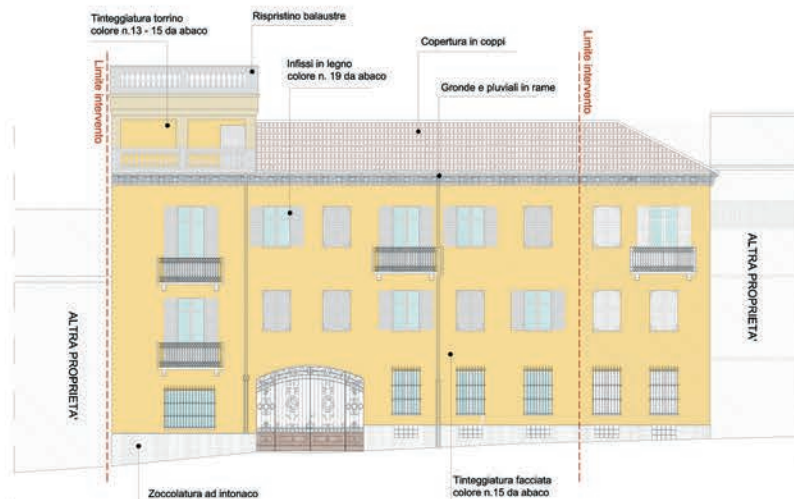 Tinteggiatura torrino
colore n.13 - 15 da abaco
Rispristino balaustre
Infissi in legno
colore n. 19 da abaco
Copertura in coppi
Gronde e pluviali in rame
Limite intervento
Limite intervento
ALTRA PROPRIETA'
ALTRA PROPRIETA'
Zoccolatura ad intonaco
Tinteggiatura facciata
colore n.15 da abaco